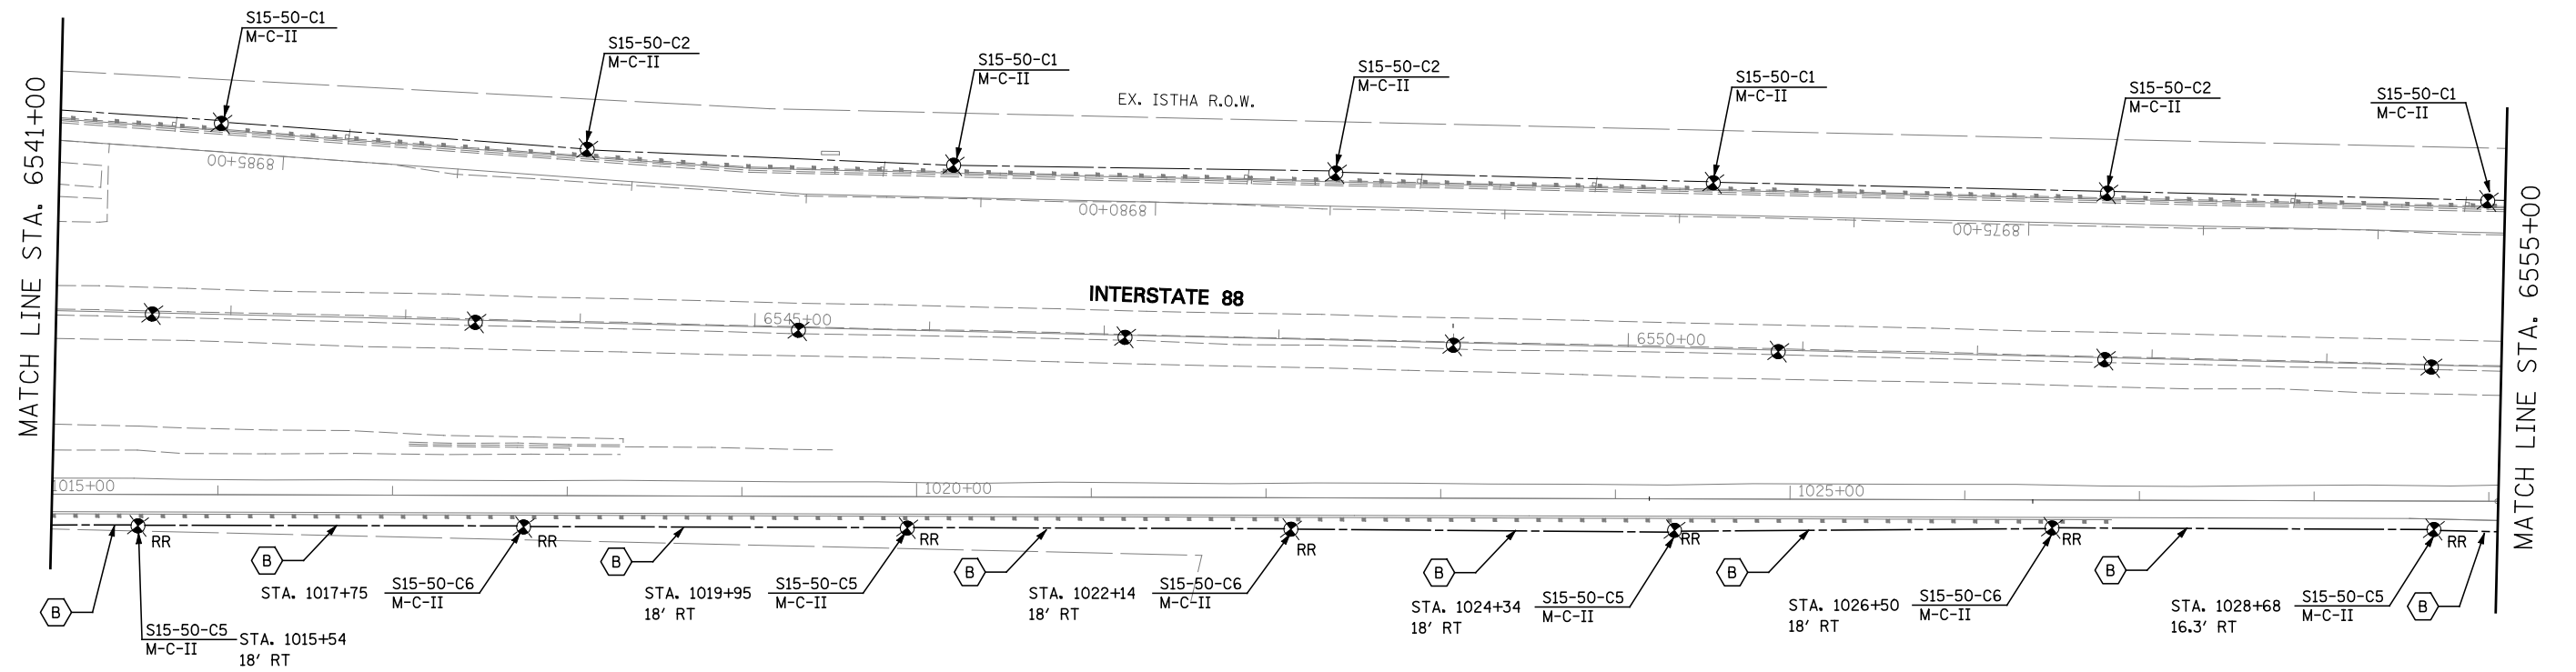 MATCH LINE STA. 6541+00
S15-50-C1
M-C-II
S15-50-C2
M-C-II
S15-50-C1
M-C-II
S15-50-C2
M-C-II
S15-50-C1
M-C-II
S15-50-C2
M-C-II
S15-50-C1
M-C-II
EX. ISTHA R.O.W.
8985+00
8980+00
8975+00
INTERSTATE 88
6545+00
6550+00
1015+00
1020+00
1025+00
RR
RR
RR
RR
RR
RR
RR
B
B
B
B
B
B
B
B
S15-50-C5
M-C-II
STA. 1015+54
18' RT
STA. 1017+75
S15-50-C6
M-C-II
STA. 1019+95
18' RT
S15-50-C5
M-C-II
STA. 1022+14
18' RT
S15-50-C6
M-C-II
STA. 1024+34
18' RT
S15-50-C5
M-C-II
STA. 1026+50
18' RT
S15-50-C6
M-C-II
STA. 1028+68
16.3' RT
S15-50-C5
M-C-II
MATCH LINE STA. 6555+00